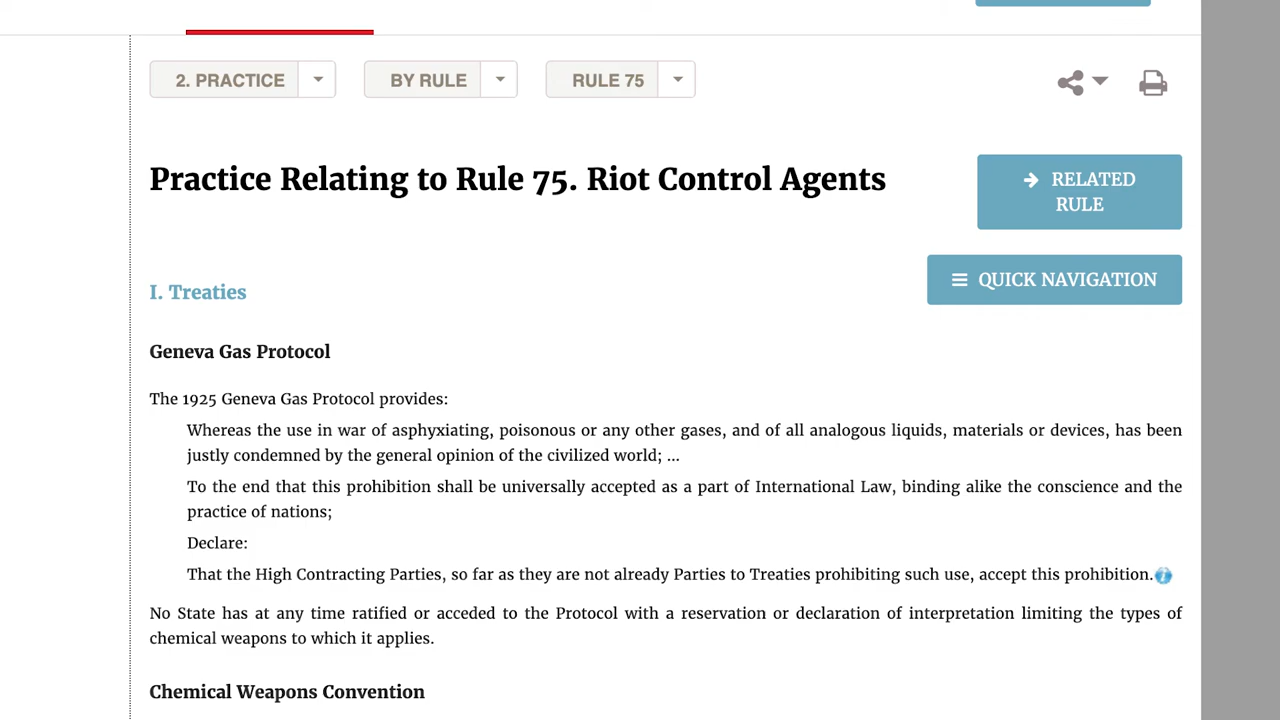 2. PRACTICE BY RULE RULE 75
Practice Relating to Rule 75. Riot Control Agents
RELATED
RULE
QUICK NAVIGATION
I. Treaties
Geneva Gas Protocol
The 1925 Geneva Gas Protocol provides:
Whereas the use in war of asphyxiating, poisonous or any other gases, and of all analogous liquids, materials or devices, has been
justly condemned by the general opinion of the civilized world; ...
To the end that this prohibition shall be universally accepted as a part of International Law, binding alike the conscience and the
practice of nations;
Declare:
That the High Contracting Parties, so far as they are not already Parties to Treaties prohibiting such use, accept this prohibition.
No State has at any time ratified or acceded to the Protocol with a reservation or declaration of interpretation limiting the types of
chemical weapons to which it applies.
Chemical Weapons Convention